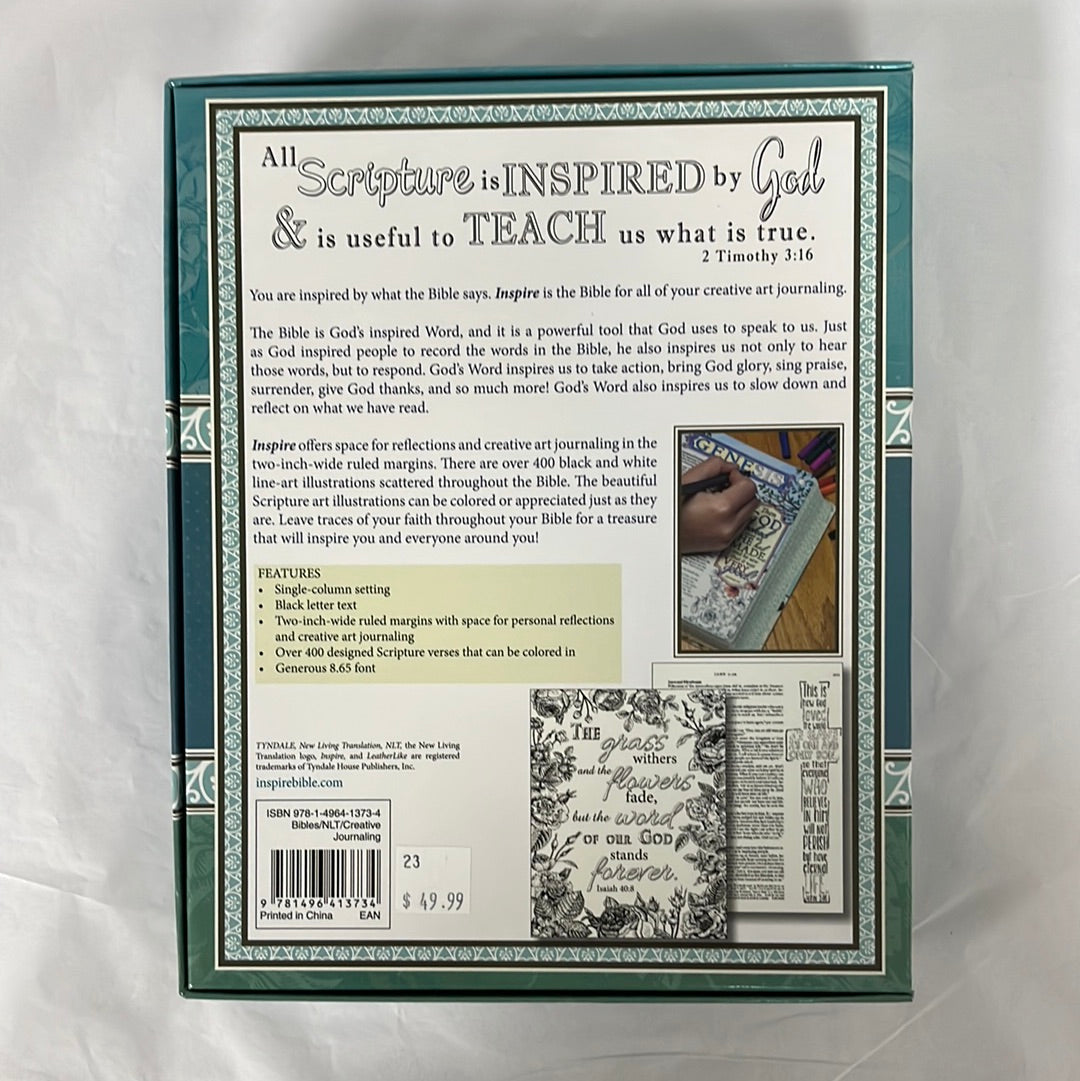 All Scripture is INSPIRED by God
& is useful to TEACH us what is true.
2 Timothy 3:16
You are inspired by what the Bible says. Inspire is the Bible for all of your creative art journaling.
The Bible is God's inspired Word, and it is a powerful tool that God uses to speak to us. Just
as God inspired people to record the words in the Bible, he also inspires us not only to hear
those words, but to respond. God's Word inspires us to take action, bring God glory, sing praise,
surrender, give God thanks, and so much more! God's Word also inspires us to slow down and
reflect on what we have read.
Inspire offers space for reflections and creative art journaling in the
two-inch-wide ruled margins. There are over 400 black and white
line-art illustrations scattered throughout the Bible. The beautiful
Scripture art illustrations can be colored or appreciated just as they
are. Leave traces of your faith throughout your Bible for a treasure
that will inspire you and everyone around you!
GENESIS
Then
GOD
MADE
VERY
FEATURES
• Single-column setting
• Black letter text
• Two-inch-wide ruled margins with space for personal reflections
and creative art journaling
• Over 400 designed Scripture verses that can be colored in
• Generous 8.65 font
TYNDALE, New Living Translation, NLT, the New Living
Translation logo, Inspire, and LeatherLike are registered
trademarks of Tyndale House Publishers, Inc.
inspirebible.com
ISBN 978-1-4964-1373-4
Bibles/NLT/Creative
Journaling
9 781496 413734
Printed in China EAN
23
$ 49.99
THE
grass
withers
and the
flowers
fade,
but the word
OF OUR GOD
stands
forever.
Isaiah 40:8
This is
how God
loved
the world
so that
everyone
WHO
BELIEVES
IN him
will not
PERISH
but have
eternal
LIFE